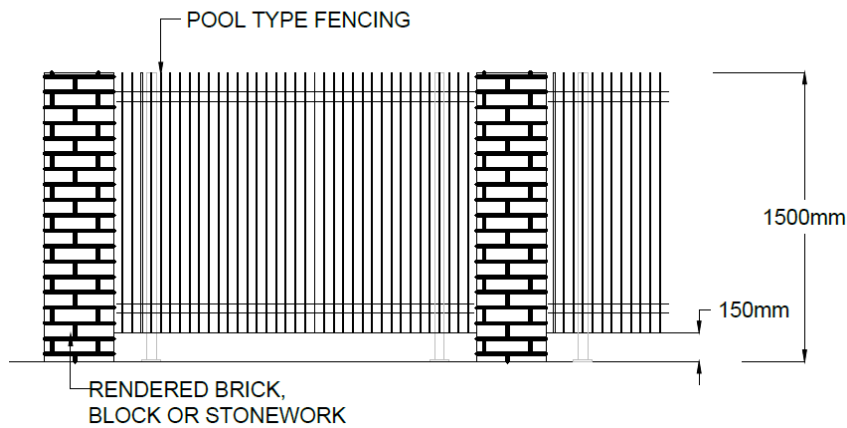 POOL TYPE FENCING
1500mm
150mm
RENDERED BRICK,
BLOCK OR STONEWORK